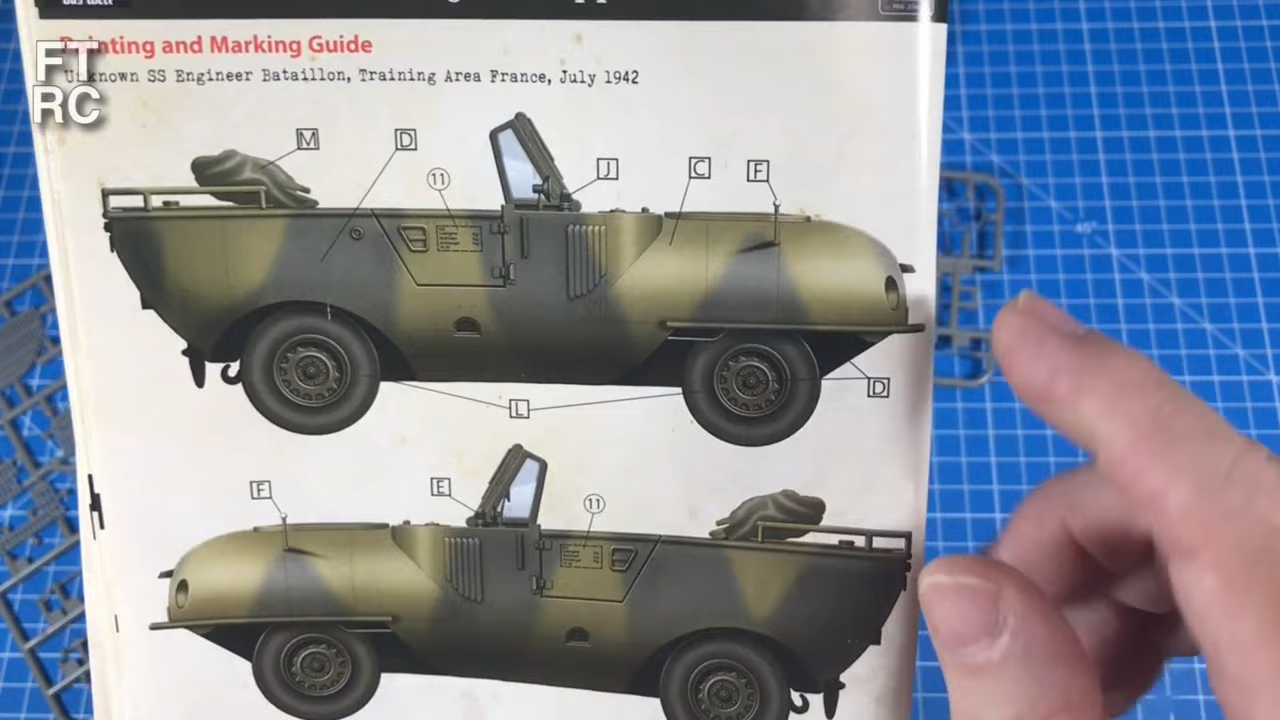 FT
RC
Painting and Marking Guide
Unknown SS Engineer Bataillon, Training Area France, July 1942
M
D
11
J
C
F
D
L
F
E
11